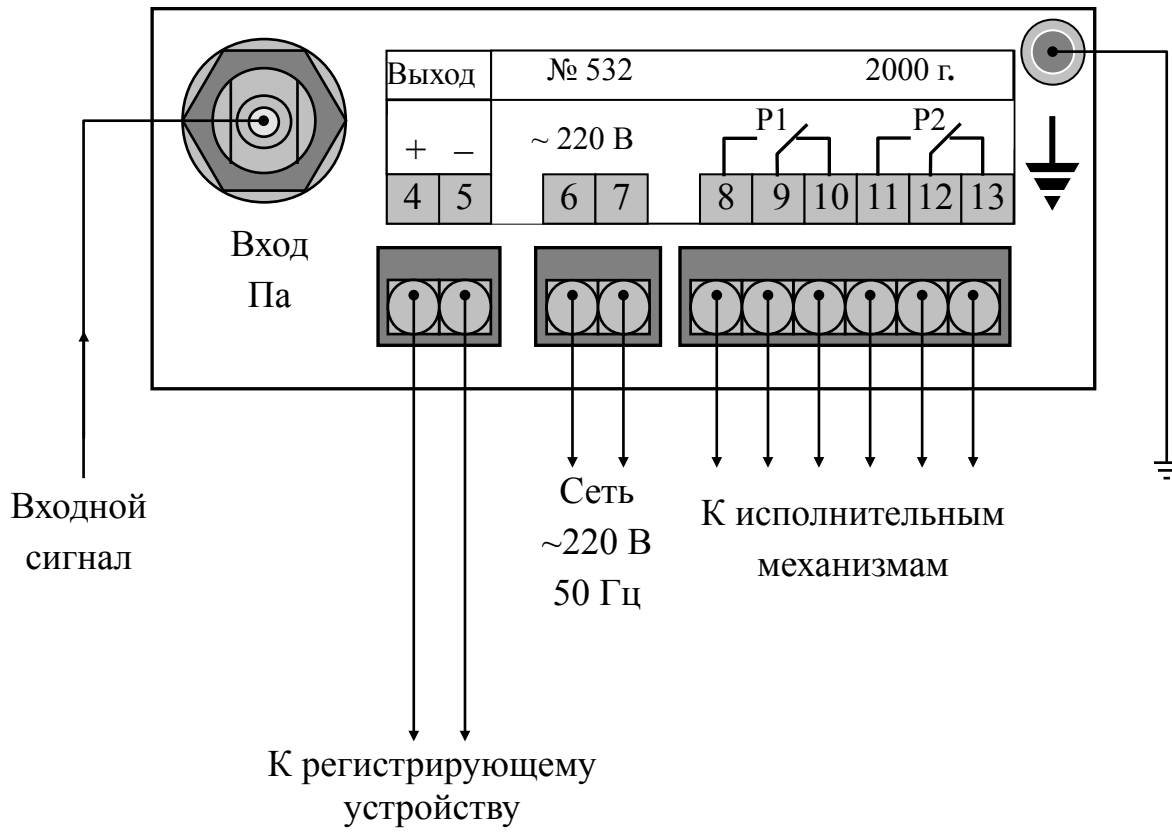 Выход № 532 2000 г.
+ – ~ 220 В Р1 Р2
4 5 6 7 8 9 10 11 12 13
Вход
Па
Входной
сигнал
Сеть
~220 В
50 Гц
К исполнительным
механизмам
К регистрирующему
устройству